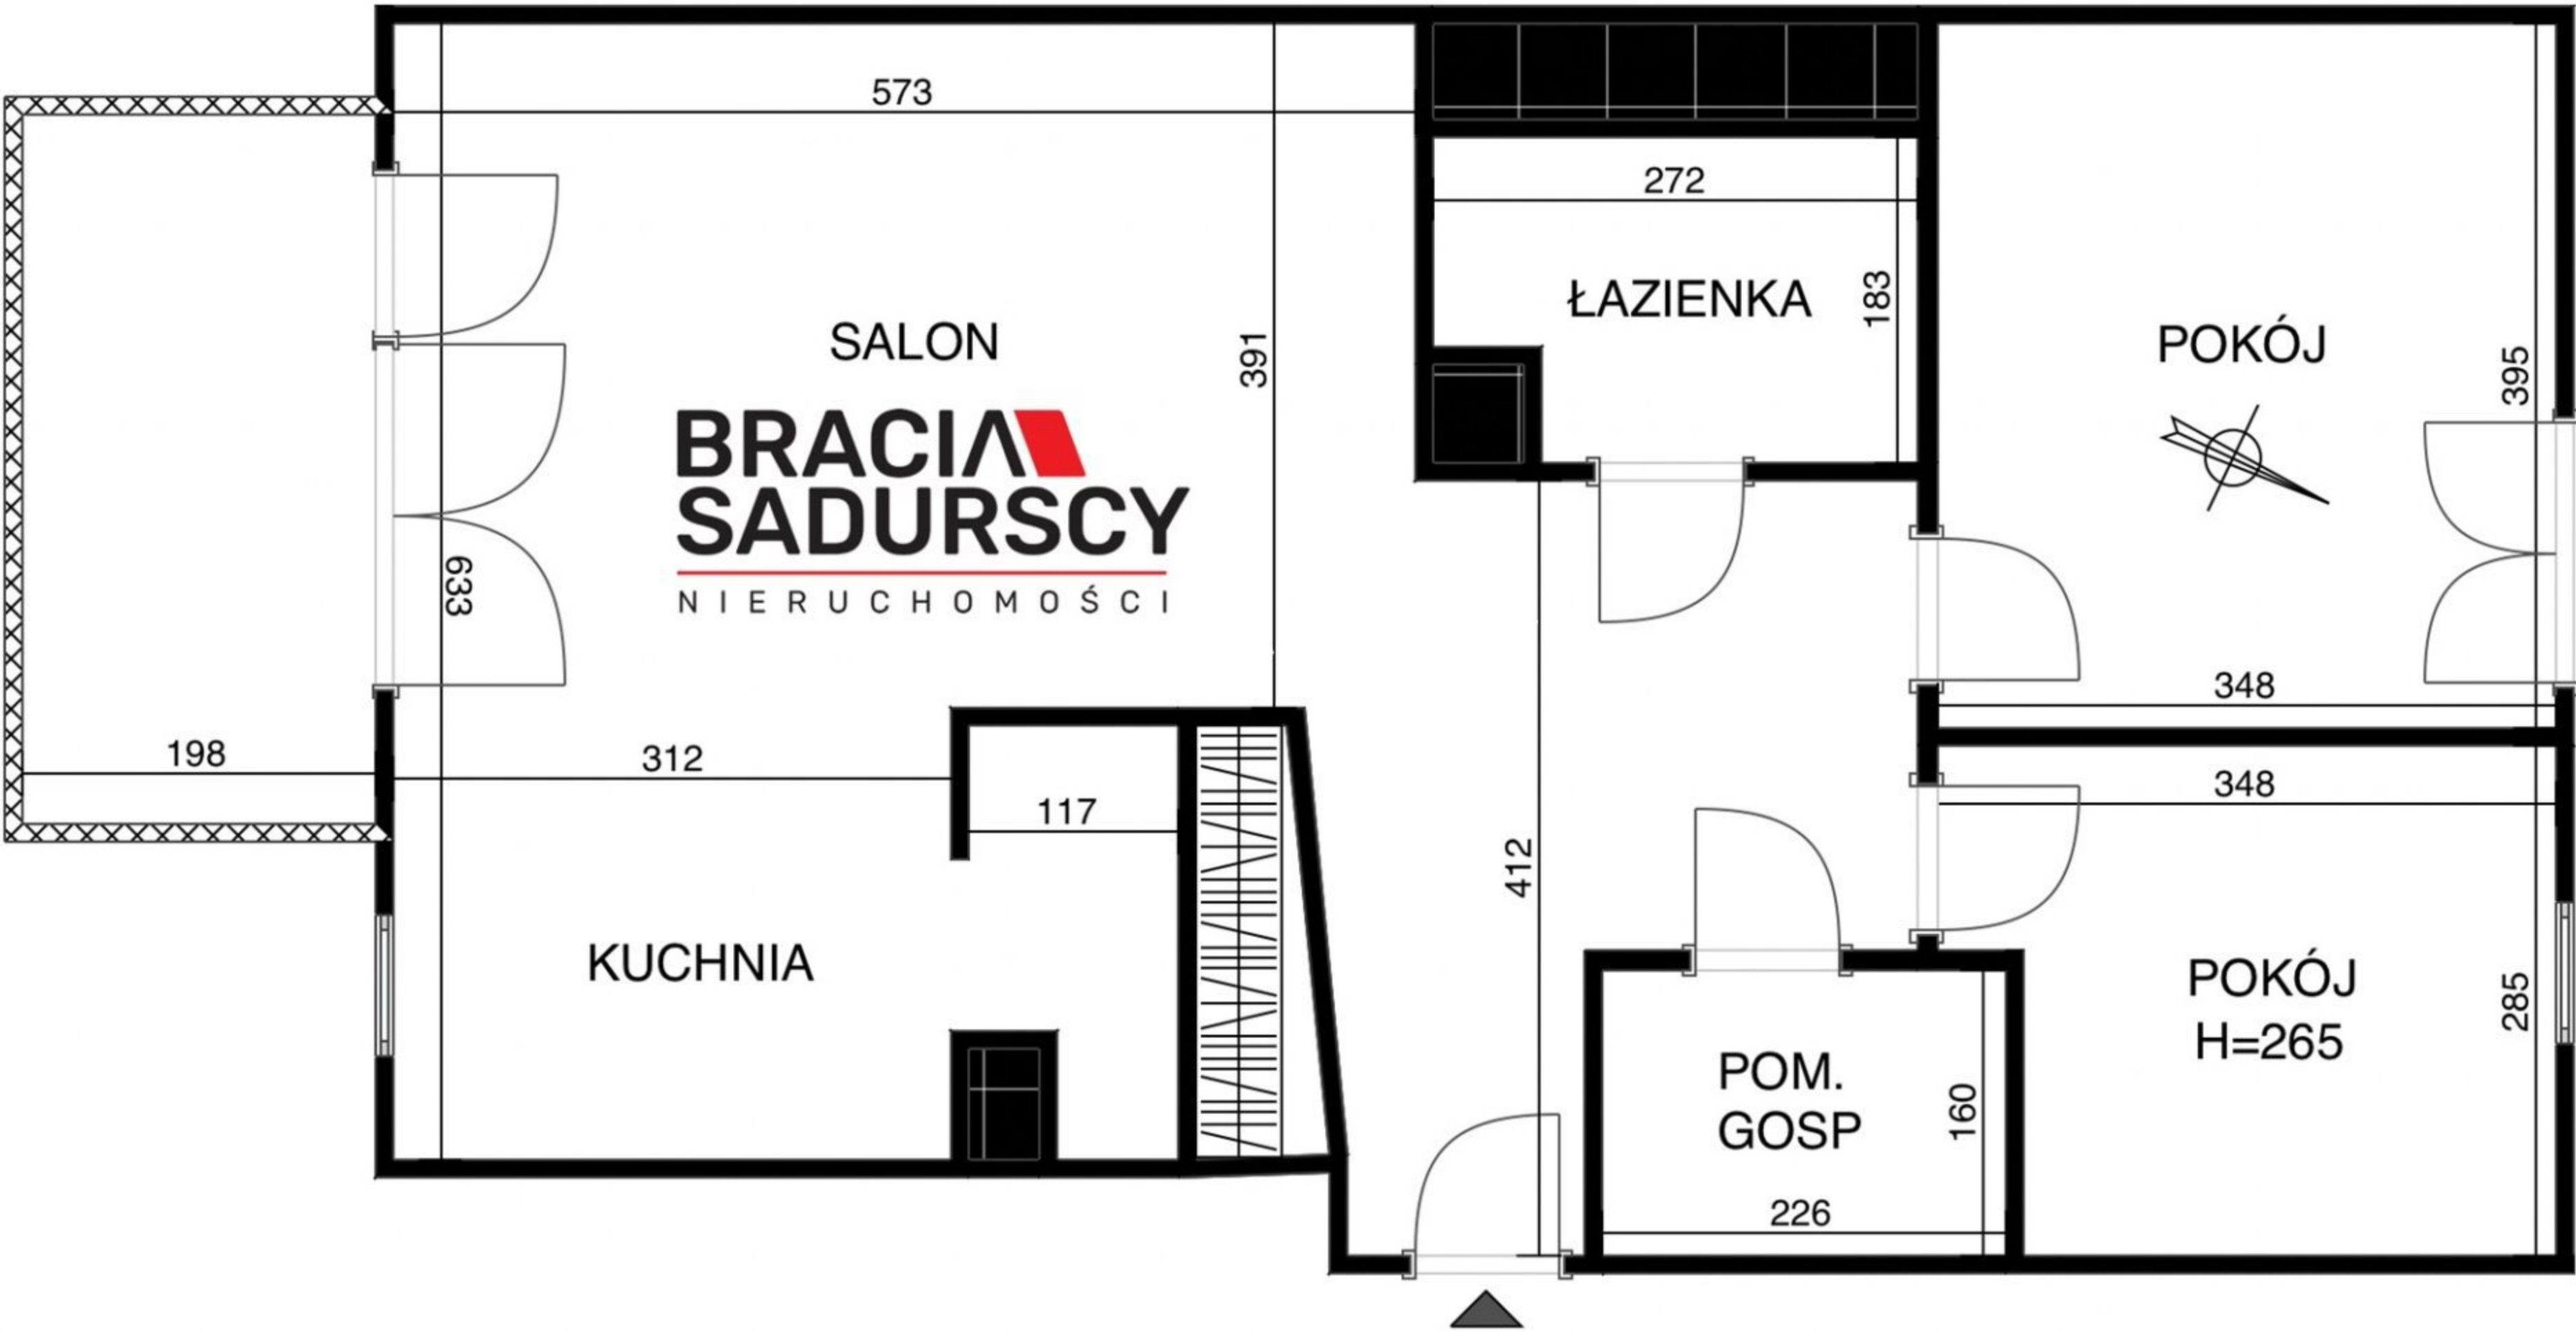 573
272
ŁAZIENKA
183
SALON
391
POKÓJ
395
BRACIA
SADURSCY
NIERUCHOMOŚCI
633
348
198
312
117
348
412
KUCHNIA
POKÓJ
H=265
285
POM.
GOSP
160
226